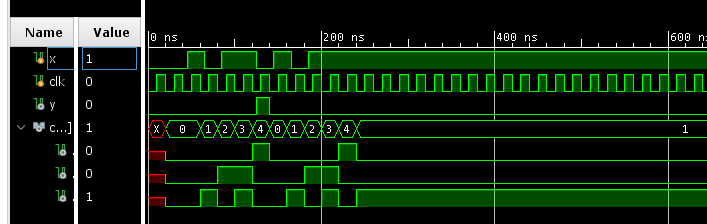 Name Value 0 ns 200 ns 400 ns 600 ns
x 1
clk 0
y 0
c...] 1 X 0 1 2 3 4 0 1 2 3 4 1
. 0
. 0
. 1